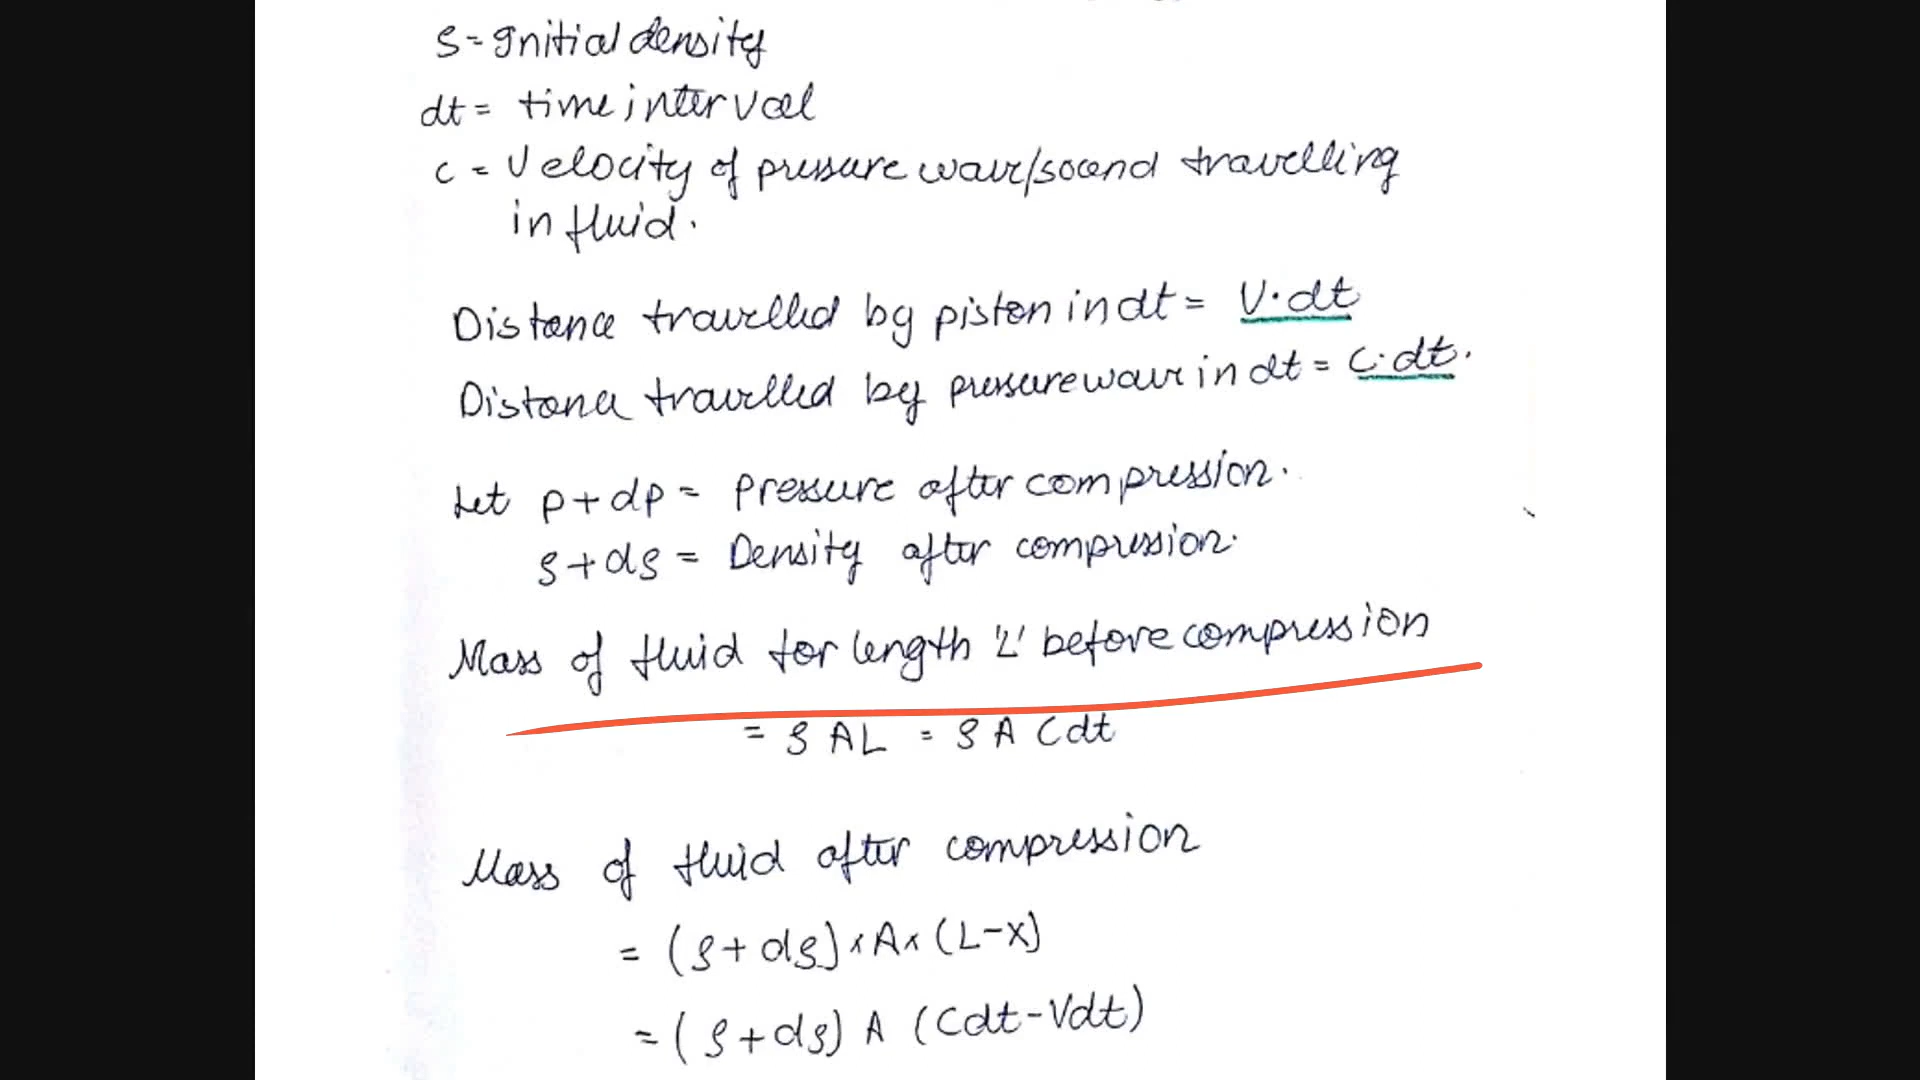 ρ = Initial density
dt = time interval
c = Velocity of pressure wave/sound travelling
in fluid.
Distance travelled by piston in dt = V·dt
Distance travelled by pressure wave in dt = C·dt.
Let p+dp = Pressure after compression.
ρ+dρ = Density after compression.
Mass of fluid for length 'L' before compression
= ρ AL = ρ A Cdt
Mass of fluid after compression
= (ρ+dρ) × A × (L-x)
= (ρ+dρ) A (Cdt-Vdt)